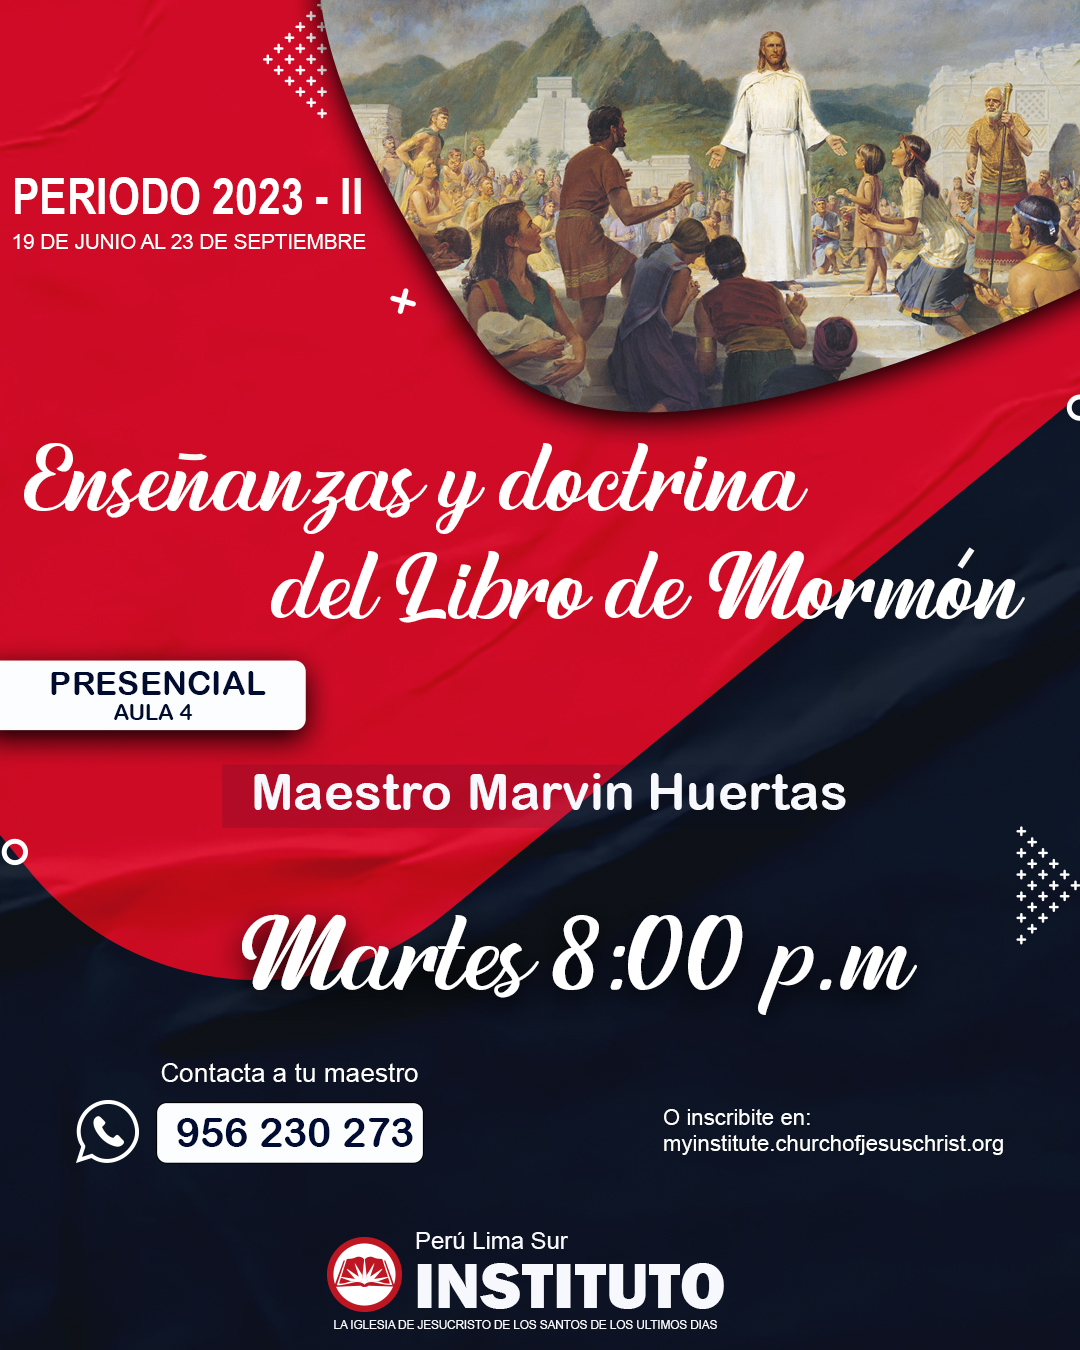 PERIODO 2023 - II
19 DE JUNIO AL 23 DE SEPTIEMBRE
Enseñanzas y doctrina
del Libro de Mormón
PRESENCIAL
AULA 4
Maestro Marvin Huertas
Martes 8:00 p.m
Contacta a tu maestro
956 230 273
O inscribite en:
myinstitute.churchofjesuschrist.org
Perú Lima Sur
INSTITUTO
LA IGLESIA DE JESUCRISTO DE LOS SANTOS DE LOS ULTIMOS DIAS